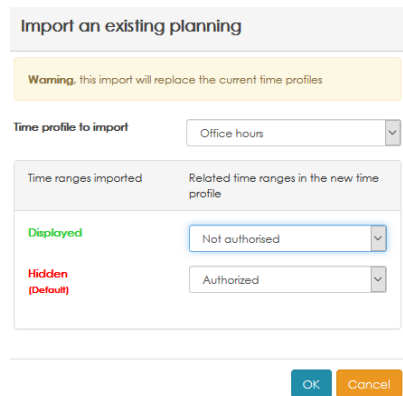 Import an existing planning
Warning, this import will replace the current time profiles
Time profile to import
Office hours
Time ranges imported
Related time ranges in the new time
profile
Displayed
Not authorised
Hidden
(Default)
Authorized
OK
Cancel